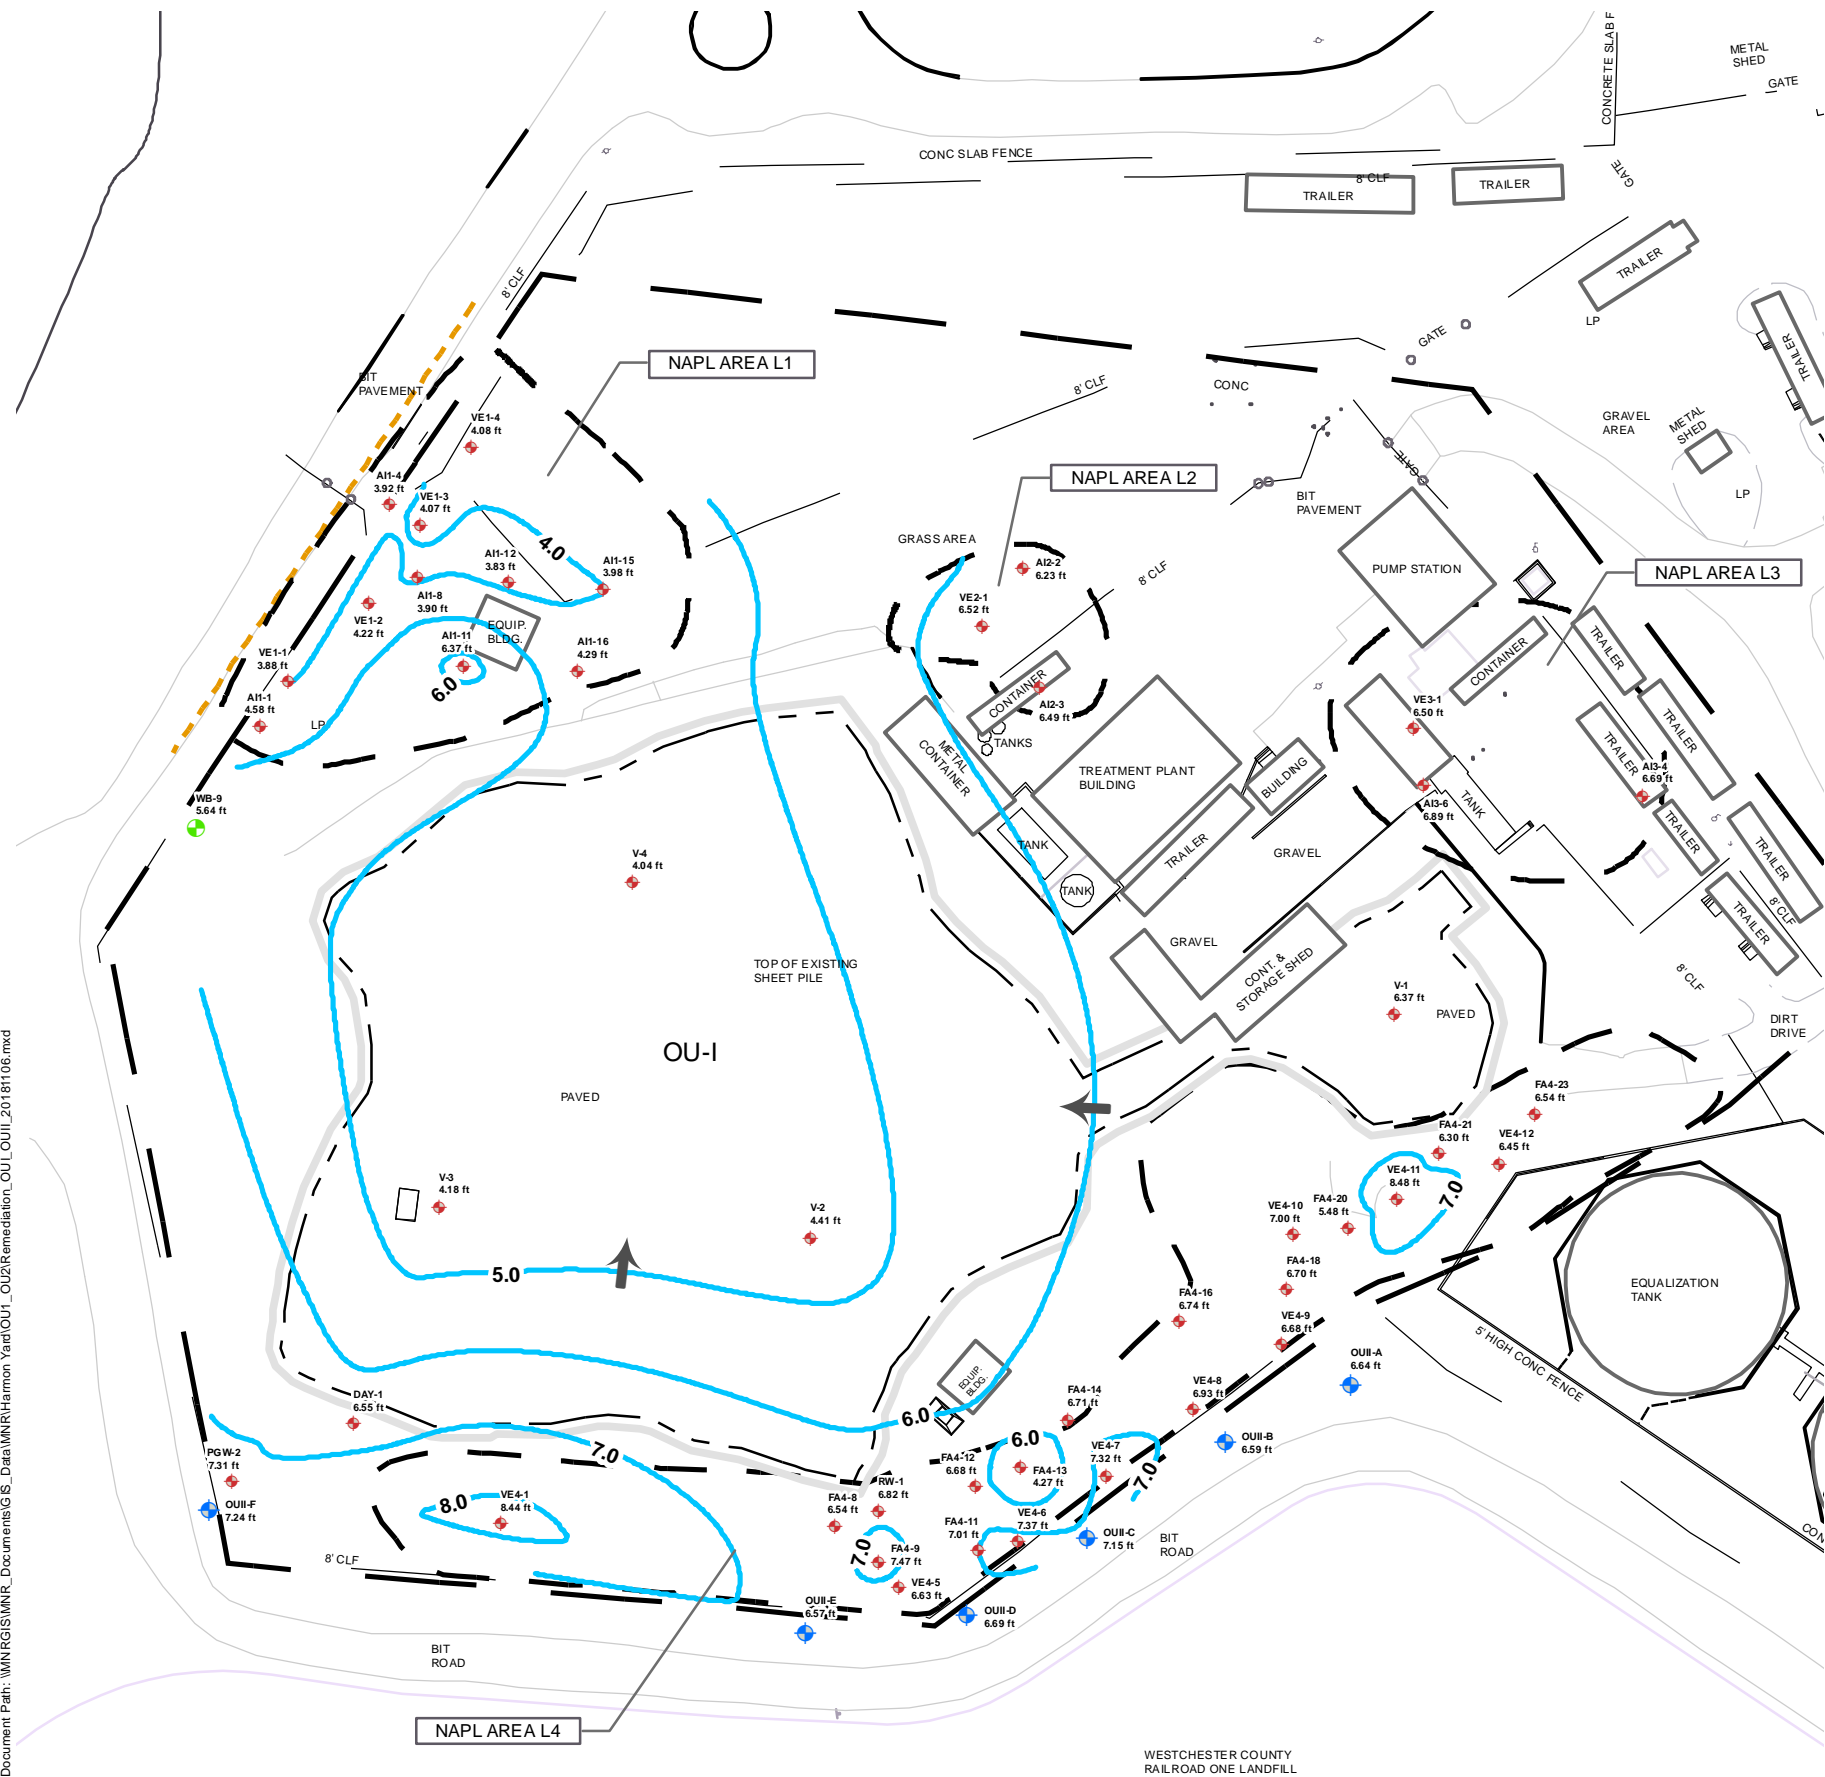 CONCRETE SLAB F
METAL
SHED
GATE
CONC SLAB FENCE
GATE
8' CLF
TRAILER
TRAILER
TRAILER
8' CLF
LP
GATE
TRAILER
NAPL AREA L1
BIT
PAVEMENT
8' CLF
CONC
GRAVEL
AREA
METAL
SHED
VE1-4
4.08 ft
GATE
NAPL AREA L2
AI1-4
3.92 ft
VE1-3
4.07 ft
BIT
PAVEMENT
LP
GRASS AREA
4.0
AI1-12
3.83 ft
AI1-15
3.98 ft
AI2-2
6.23 ft
8' CLF
PUMP STATION
NAPL AREA L3
AI1-8
3.90 ft
VE2-1
6.52 ft
VE1-2
4.22 ft
EQUIP.
BLDG.
AI1-11
6.37 ft
AI1-16
4.29 ft
TRAILER
CONTAINER
VE1-1
3.88 ft
6.0
CONTAINER
AI1-1
4.58 ft
LP
AI2-3
6.49 ft
VE3-1
6.50 ft
TRAILER
TANKS
METAL
CONTAINER
TREATMENT PLANT
BUILDING
BUILDING
TRAILER
AI3-4
6.69 ft
WB-9
5.64 ft
AI3-6
6.89 ft
TANK
TRAILER
TRAILER
TANK
TRAILER
GRAVEL
V-4
4.04 ft
TANK
8' CLF
TRAILER
GRAVEL
TOP OF EXISTING
SHEET PILE
CONT. &
STORAGE SHED
8' CLF
V-1
6.37 ft
PAVED
DIRT
DRIVE
OU-I
PAVED
FA4-23
6.54 ft
FA4-21
6.30 ft
VE4-12
6.45 ft
V-3
4.18 ft
VE4-11
8.48 ft
7.0
V-2
4.41 ft
VE4-10
7.00 ft
FA4-20
5.48 ft
5.0
FA4-18
6.70 ft
EQUALIZATION
TANK
FA4-16
6.74 ft
VE4-9
6.68 ft
5' HIGH CONC FENCE
OUII-A
6.64 ft
EQUIP.
BLDG.
DAY-1
6.55 ft
FA4-14
6.71 ft
VE4-8
6.93 ft
6.0
6.0
OUII-B
6.59 ft
PGW-2
7.31 ft
7.0
FA4-12
6.68 ft
FA4-13
4.27 ft
VE4-7
7.32 ft
7.0
8.0
VE4-1
8.44 ft
RW-1
6.82 ft
FA4-8
6.54 ft
OUII-F
7.24 ft
VE4-6
7.37 ft
FA4-11
7.01 ft
OUII-C
7.15 ft
BIT
ROAD
CON
7.0
FA4-9
7.47 ft
8' CLF
VE4-5
6.63 ft
OUII-E
6.57 ft
OUII-D
6.69 ft
BIT
ROAD
NAPL AREA L4
WESTCHESTER COUNTY
RAILROAD ONE LANDFILL
Document Path: \\MNRGIS\MNR_Documents\GIS_Data\MNR\Harmon Yard\OU1_OU2\Remediation_OUI_OUII_20181106.mxd